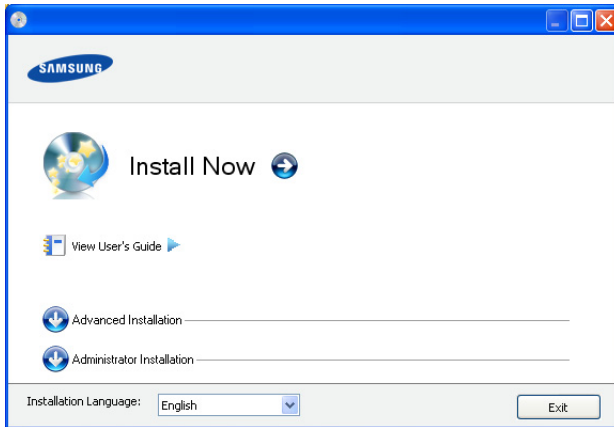 SAMSUNG
Install Now
View User's Guide
Advanced Installation
Administrator Installation
Installation Language: English
Exit